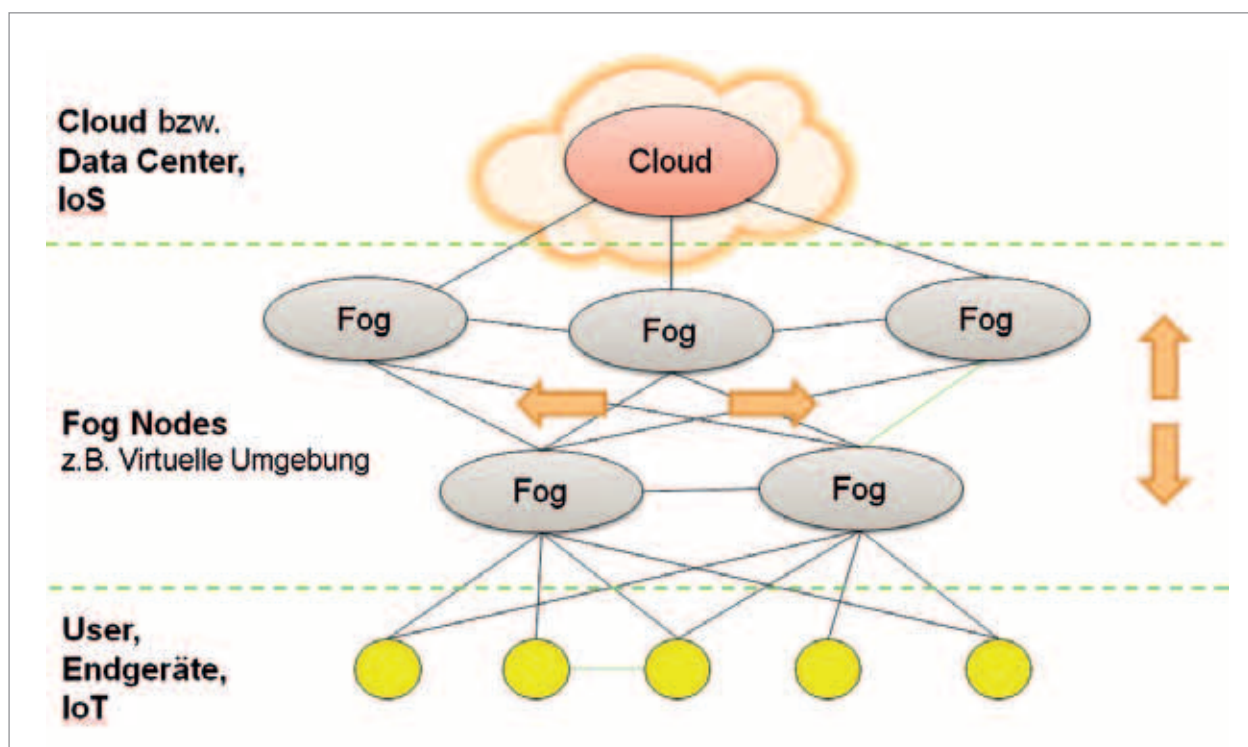 Cloud bzw.
Data Center,
IoS
Cloud
Fog
Fog
Fog
Fog Nodes
z.B. Virtuelle Umgebung
Fog
Fog
User,
Endgeräte,
IoT